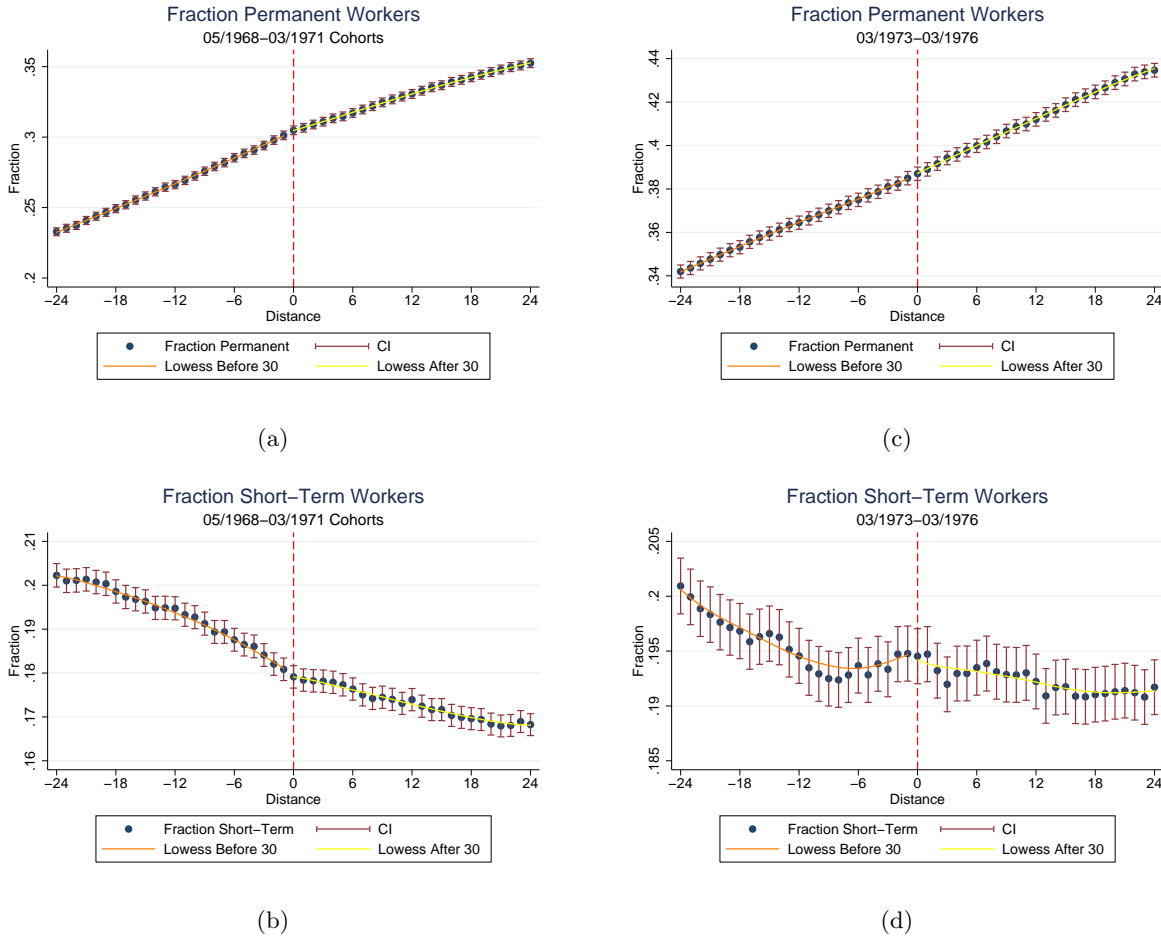 Fraction Permanent Workers
05/1968−03/1971 Cohorts
Fraction
.2 .25 .3 .35
−24 −18 −12 −6 0 6 12 18 24
Distance
Fraction Permanent CI
Lowess Before 30 Lowess After 30
(a)
Fraction Permanent Workers
03/1973−03/1976
Fraction
.34 .36 .38 .4 .42 .44
−24 −18 −12 −6 0 6 12 18 24
Distance
Fraction Permanent CI
Lowess Before 30 Lowess After 30
(c)
Fraction Short−Term Workers
05/1968−03/1971 Cohorts
Fraction
.16 .17 .18 .19 .2 .21
−24 −18 −12 −6 0 6 12 18 24
Distance
Fraction Short−Term CI
Lowess Before 30 Lowess After 30
(b)
Fraction Short−Term Workers
03/1973−03/1976
Fraction
.185 .19 .195 .2 .205
−24 −18 −12 −6 0 6 12 18 24
Distance
Fraction Short−Term CI
Lowess Before 30 Lowess After 30
(d)